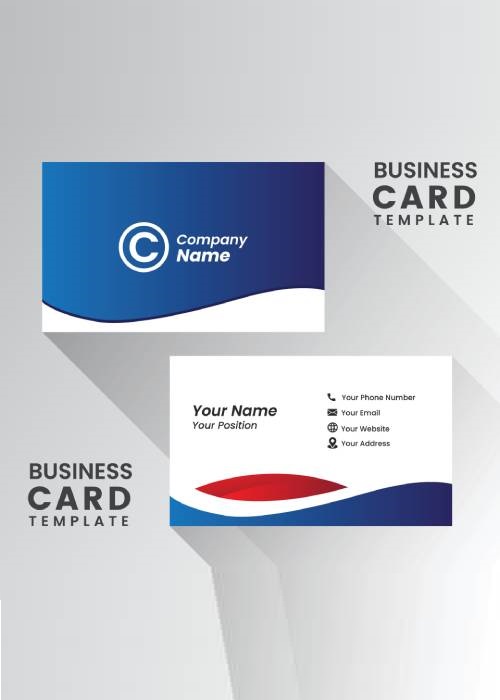 BUSINESS
CARD
TEMPLATE
©
Company
Name
Your Name
Your Position
Your Phone Number
Your Email
Your Website
Your Address
BUSINESS
CARD
TEMPLATE